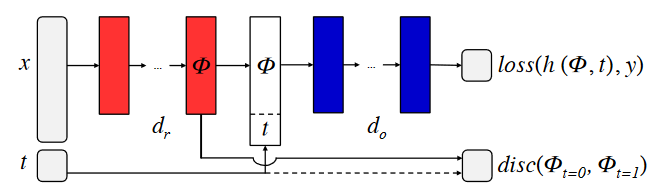 x
...
Φ
Φ
...
loss(h (Φ, t), y)
d_r
t
d_o
t
disc(Φ_{t=0}, Φ_{t=1})